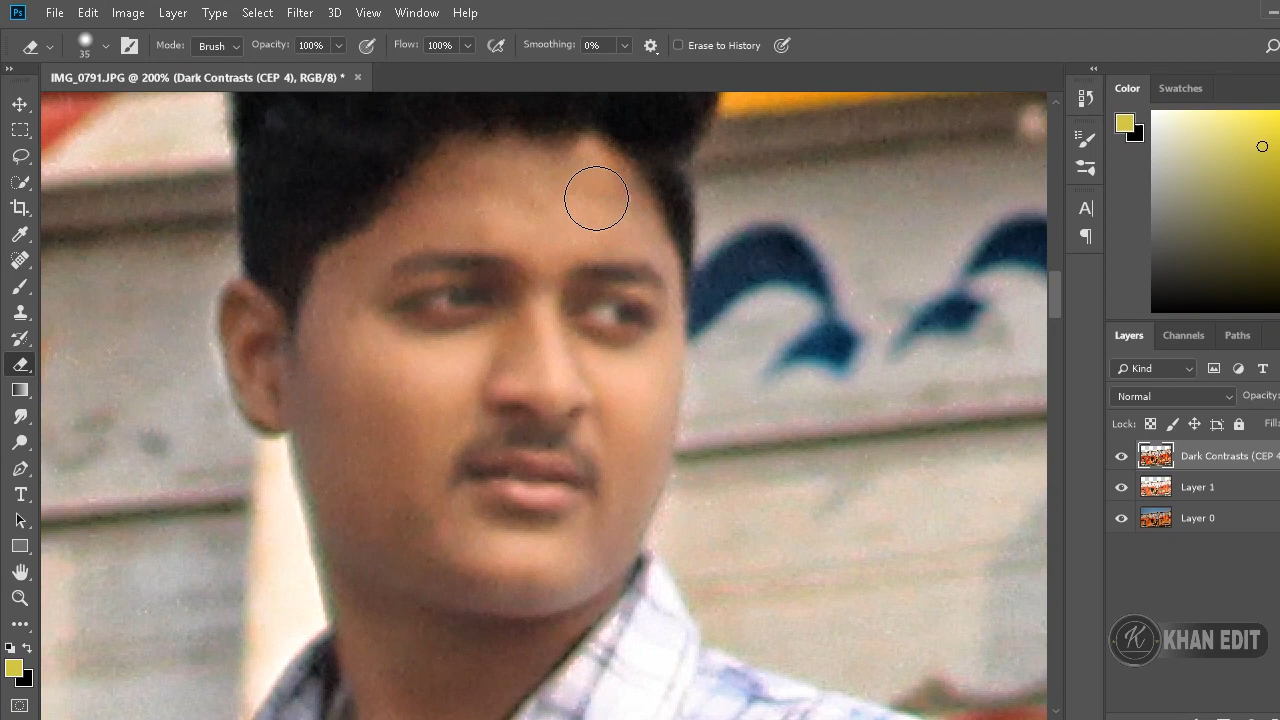 Ps File Edit Image Layer Type Select Filter 3D View Window Help
35 Mode: Brush Opacity: 100% Flow: 100% Smoothing: 0% Erase to History
IMG_0791.JPG @ 200% (Dark Contrasts (CEP 4), RGB/8) * ×
Color Swatches
A|
Layers Channels Paths
Kind T
Normal Opacity:
Lock: Fill:
Dark Contrasts (CEP 4
Layer 1
Layer 0
T
K KHAN EDIT